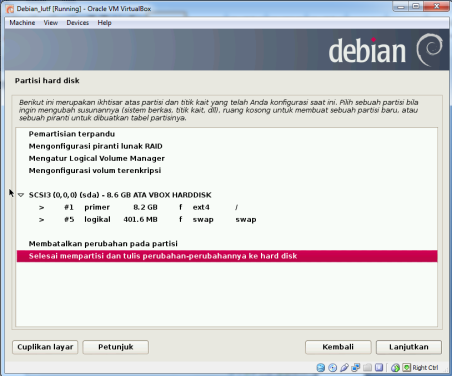 Debian_lutf [Running] - Oracle VM VirtualBox
Machine View Devices Help
debian
Partisi hard disk
Berikut ini merupakan ikhtisar atas partisi dan titik kait yang telah Anda konfigurasi saat ini. Pilih sebuah partisi bila
ingin mengubah susunannya (sistem berkas, titik kait, dll), ruang kosong untuk membuat sebuah partisi baru, atau
sebuah piranti untuk dibuatkan tabel partisinya.
Pemartisian terpandu
Mengonfigurasi piranti lunak RAID
Mengatur Logical Volume Manager
Mengonfigurasi volum terenkripsi
SCSI3 (0,0,0) (sda) - 8.6 GB ATA VBOX HARDDISK
> #1 primer 8.2 GB f ext4 /
> #5 logikal 401.6 MB f swap swap
Membatalkan perubahan pada partisi
Selesai mempartisi dan tulis perubahan-perubahannya ke hard disk
Cuplikan layar Petunjuk Kembali Lanjutkan
Right Ctrl